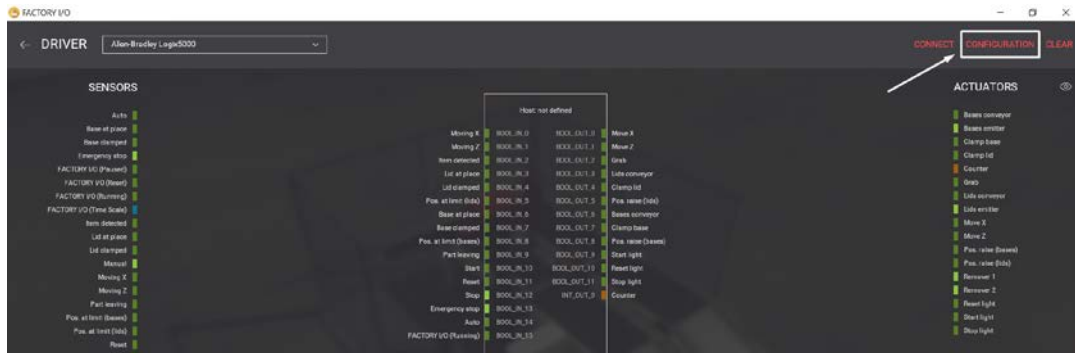 FACTORY I/O
← DRIVER Allen-Bradley Logix5000
CONNECT CONFIGURATION CLEAR
SENSORS
Auto
Base at place
Base clamped
Emergency stop
FACTORY I/O (Paused)
FACTORY I/O (Reset)
FACTORY I/O (Running)
FACTORY I/O (Time Scale)
Item detected
Lid at place
Lid clamped
Manual
Moving X
Moving Z
Part leaving
Pos. at limit (bases)
Pos. at limit (lids)
Reset
Host: not defined
Moving X BOOL_IN_0 BOOL_OUT_0 Move X
Moving Z BOOL_IN_1 BOOL_OUT_1 Move Z
Item detected BOOL_IN_2 BOOL_OUT_2 Grab
Lid at place BOOL_IN_3 BOOL_OUT_3 Lids conveyor
Lid clamped BOOL_IN_4 BOOL_OUT_4 Clamp lid
Pos. at limit (lids) BOOL_IN_5 BOOL_OUT_5 Pos. raise (lids)
Base at place BOOL_IN_6 BOOL_OUT_6 Bases conveyor
Base clamped BOOL_IN_7 BOOL_OUT_7 Clamp base
Pos. at limit (bases) BOOL_IN_8 BOOL_OUT_8 Pos. raise (bases)
Part leaving BOOL_IN_9 BOOL_OUT_9 Start light
Start BOOL_IN_10 BOOL_OUT_10 Reset light
Reset BOOL_IN_11 BOOL_OUT_11 Stop light
Stop BOOL_IN_12 INT_OUT_0 Counter
Emergency stop BOOL_IN_13
Auto BOOL_IN_14
FACTORY I/O (Running) BOOL_IN_15
ACTUATORS
Bases conveyor
Bases emitter
Clamp base
Clamp lid
Counter
Grab
Lids conveyor
Lids emitter
Move X
Move Z
Pos. raise (bases)
Pos. raise (lids)
Remover 1
Remover 2
Reset light
Start light
Stop light